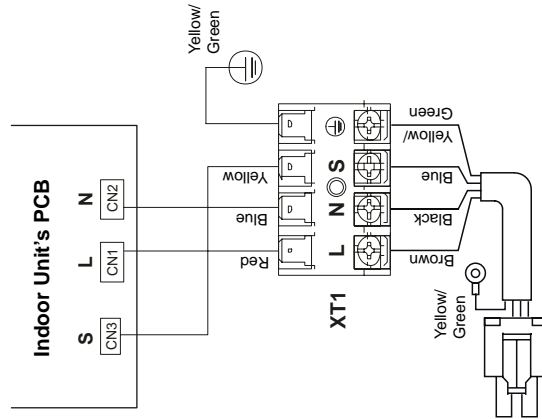 Indoor Unit's PCB
S L N
CN3 CN1 CN2
Yellow/
Green
Red
Blue
Yellow
XT1
L N S
Brown
Black
Blue
Yellow/
Green
Yellow/
Green